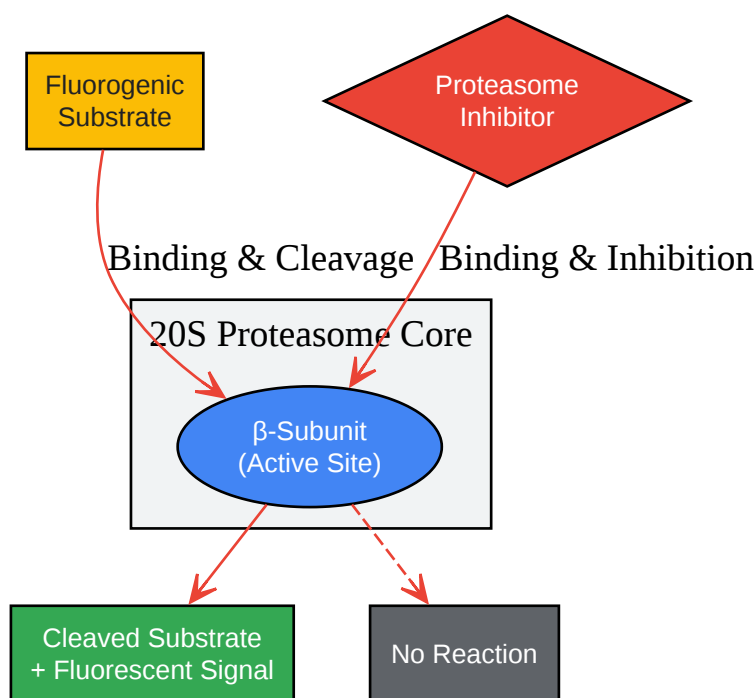 Fluorogenic
Substrate
Proteasome
Inhibitor
Binding & Cleavage
Binding & Inhibition
20S Proteasome Core
β-Subunit
(Active Site)
Cleaved Substrate
+ Fluorescent Signal
No Reaction